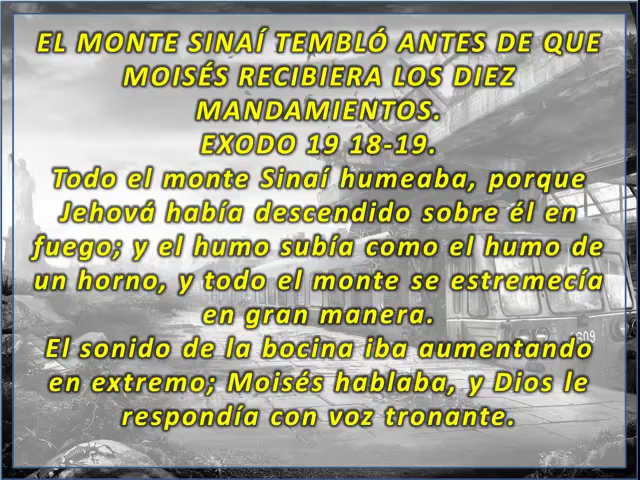 EL MONTE SINAÍ TEMBLÓ ANTES DE QUE
MOISÉS RECIBIERA LOS DIEZ
MANDAMIENTOS.
EXODO 19 18-19.
Todo el monte Sinaí humeaba, porque
Jehová había descendido sobre él en
fuego; y el humo subía como el humo de
un horno, y todo el monte se estremecía
en gran manera.
El sonido de la bocina iba aumentando
en extremo; Moisés hablaba, y Dios le
respondía con voz tronante.